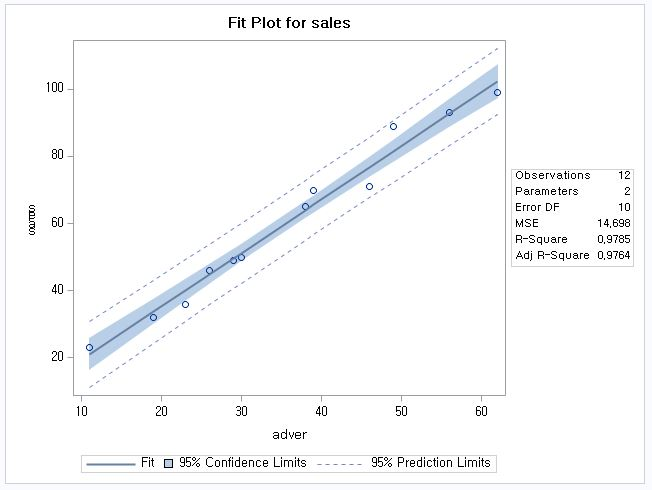 Fit Plot for sales
100
80
60
40
20
10 20 30 40 50 60
adver
Observations 12
Parameters 2
Error DF 10
MSE 14,698
R-Square 0,9785
Adj R-Square 0,9764
Fit 95% Confidence Limits 95% Prediction Limits